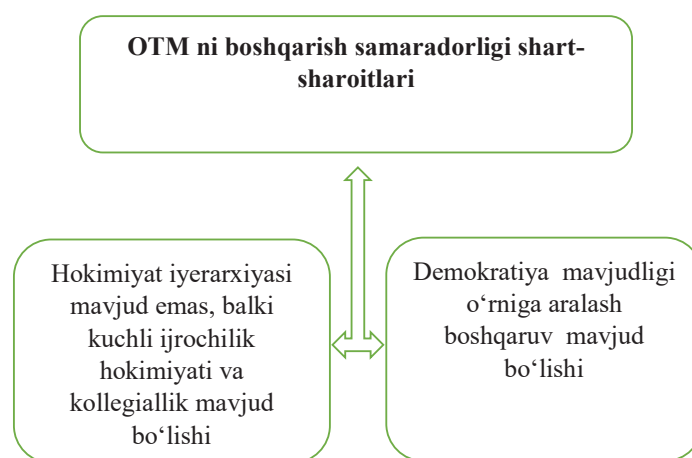 OTM ni boshqarish samaradorligi shart-
sharoitlari
Hokimiyat iyerarxiyasi
mavjud emas, balki
kuchli ijrochilik
hokimiyati va
kollegiallik mavjud
bo‘lishi
Demokratiya mavjudligi
o‘rniga aralash
boshqaruv mavjud
bo‘lishi